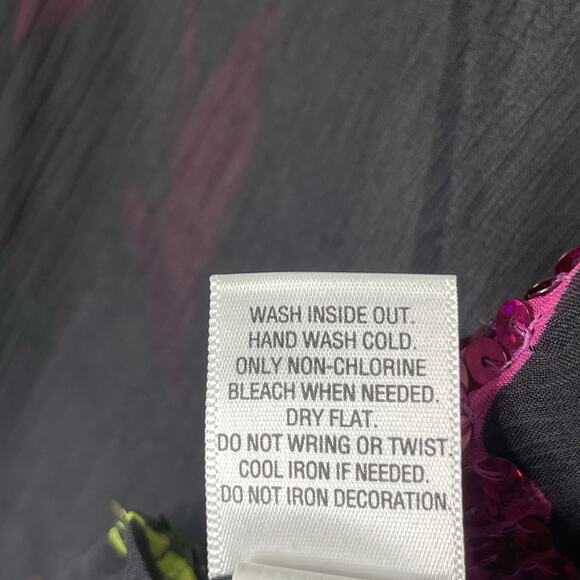 WASH INSIDE OUT.
HAND WASH COLD.
ONLY NON-CHLORINE
BLEACH WHEN NEEDED.
DRY FLAT.
DO NOT WRING OR TWIST.
COOL IRON IF NEEDED.
DO NOT IRON DECORATION.